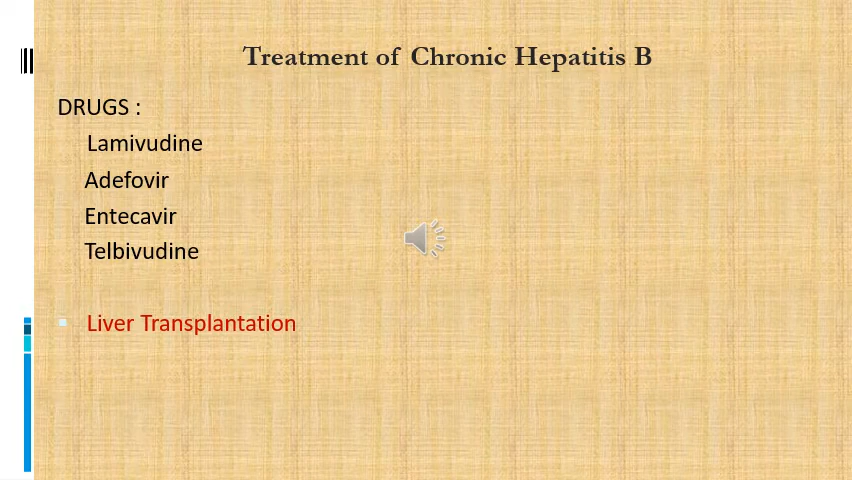 Treatment of Chronic Hepatitis B
DRUGS :
Lamivudine
Adefovir
Entecavir
Telbivudine
Liver Transplantation